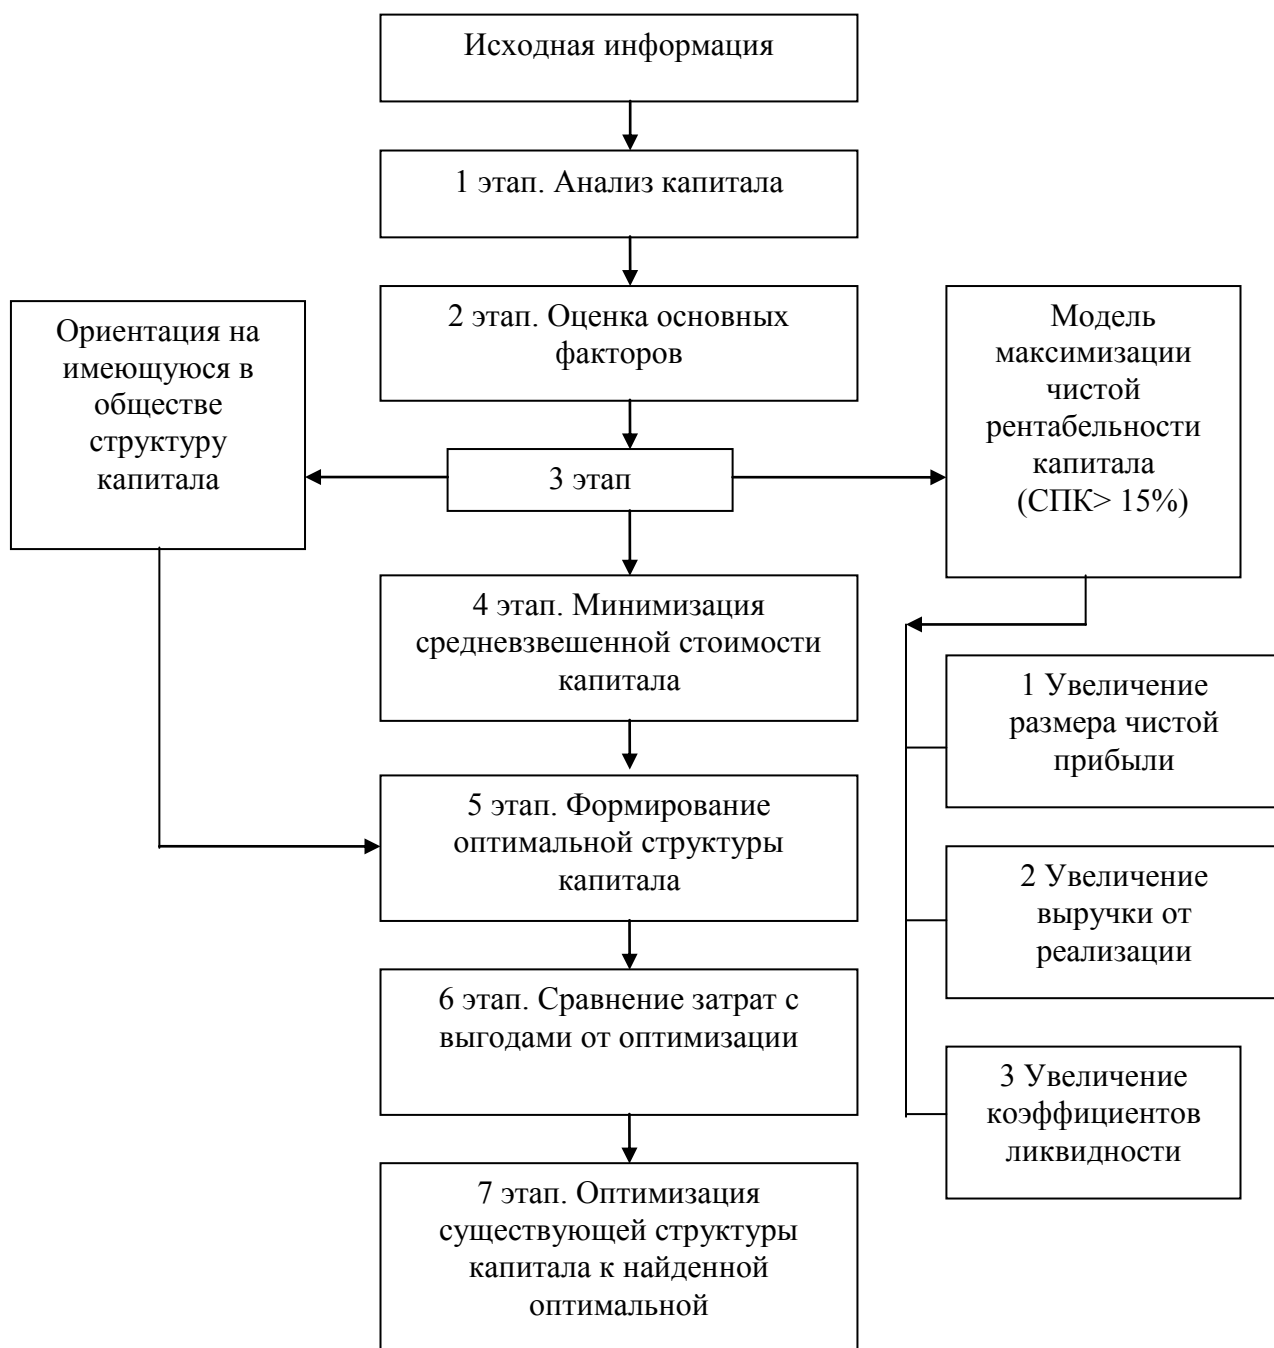 Исходная информация
1 этап. Анализ капитала
2 этап. Оценка основных
факторов
Ориентация на
имеющуюся в
обществе
структуру
капитала
3 этап
Модель
максимизации
чистой
рентабельности
капитала
(СПК> 15%)
4 этап. Минимизация
средневзвешенной стоимости
капитала
1 Увеличение
размера чистой
прибыли
5 этап. Формирование
оптимальной структуры
капитала
2 Увеличение
выручки от
реализации
6 этап. Сравнение затрат с
выгодами от оптимизации
3 Увеличение
коэффициентов
ликвидности
7 этап. Оптимизация
существующей структуры
капитала к найденной
оптимальной